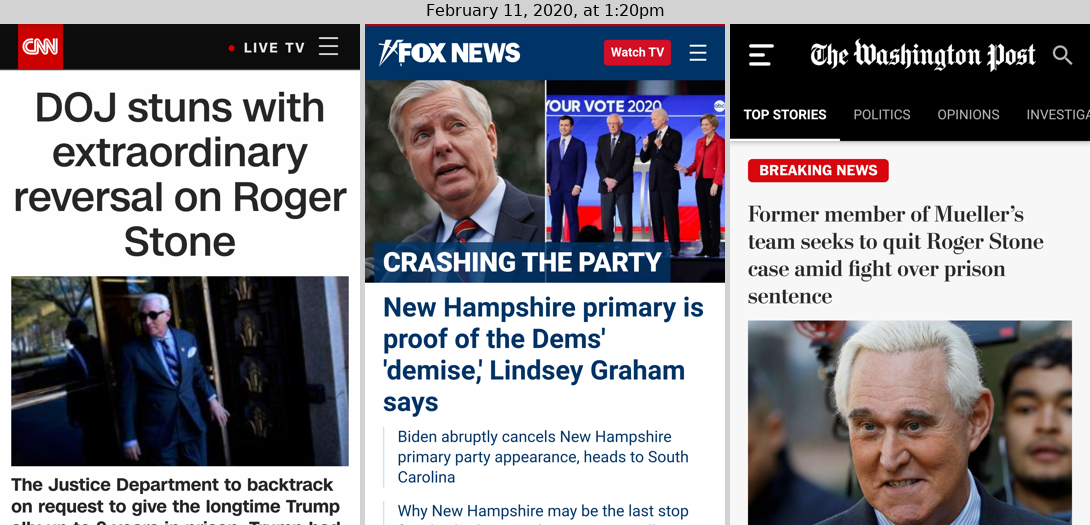 February 11, 2020, at 1:20pm
CNN
LIVE TV
DOJ stuns with
extraordinary
reversal on Roger
Stone
The Justice Department to backtrack
on request to give the longtime Trump
FOX NEWS
Watch TV
YOUR VOTE 2020
abc
CRASHING THE PARTY
New Hampshire primary is
proof of the Dems'
'demise,' Lindsey Graham
says
Biden abruptly cancels New Hampshire
primary party appearance, heads to South
Carolina
Why New Hampshire may be the last stop
The Washington Post
TOP STORIES
POLITICS
OPINIONS
INVESTIGA
BREAKING NEWS
Former member of Mueller's
team seeks to quit Roger Stone
case amid fight over prison
sentence